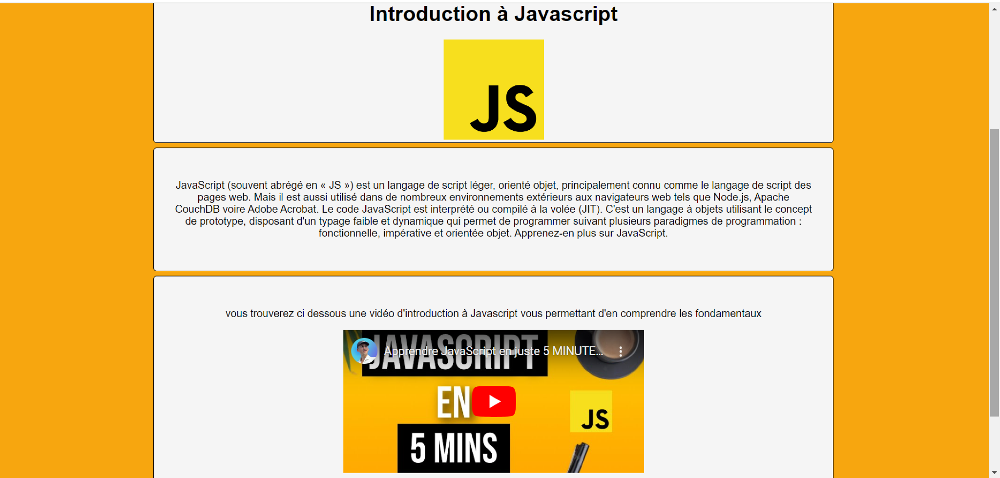 Introduction à Javascript
JS
JavaScript (souvent abrégé en « JS ») est un langage de script léger, orienté objet, principalement connu comme le langage de script des
pages web. Mais il est aussi utilisé dans de nombreux environnements extérieurs aux navigateurs web tels que Node.js, Apache
CouchDB voire Adobe Acrobat. Le code JavaScript est interprété ou compilé à la volée (JIT). C'est un langage à objets utilisant le concept
de prototype, disposant d'un typage faible et dynamique qui permet de programmer suivant plusieurs paradigmes de programmation :
fonctionnelle, impérative et orientée objet. Apprenez-en plus sur JavaScript.
vous trouverez ci dessous une vidéo d'introduction à Javascript vous permettant d'en comprendre les fondamentaux
Apprendre JavaScript en juste 5 MINUTE...
JAVASCRIPT
EN
JS
5 MINS